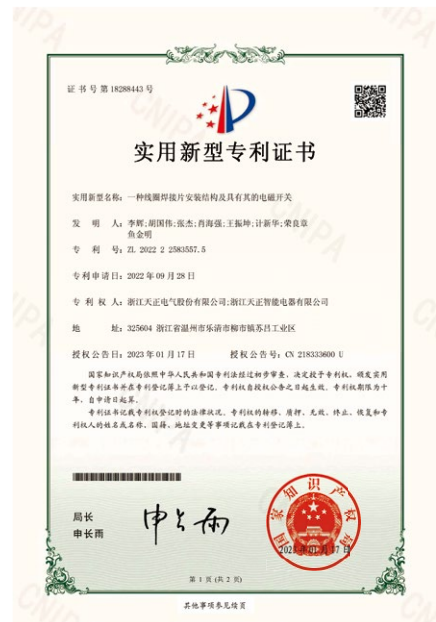 证书号第18288443号
实用新型专利证书
实用新型名称：一种线圈焊接片安装结构及具有其的电磁开关
发明人：李辉;胡国伟;张杰;肖海强;王振坤;计新华;荣良章
鱼金明
专利号：ZL 2022 2 2583557.5
专利申请日：2022年09月28日
专利权人：浙江天正电气股份有限公司;浙江天正智能电器有限公司
地址：325604 浙江省温州市乐清市柳市镇苏吕工业区
授权公告日：2023年01月17日 授权公告号：CN 218333600 U
国家知识产权局依照中华人民共和国专利法经过初步审查，决定授予专利权，颁发实用
新型专利证书并在专利登记簿上予以登记。专利权自授权公告之日起生效。专利权期限为十
年，自申请日起算。
专利证书记载专利权登记时的法律状况。专利权的转移、质押、无效、终止、恢复和专
利权人的姓名或名称、国籍、地址变更等事项记载在专利登记簿上。
局长
申长雨
申长雨
国家知识产权局
2023年01月17日
第1页(共2页)
其他事项参见续页
CNIPA